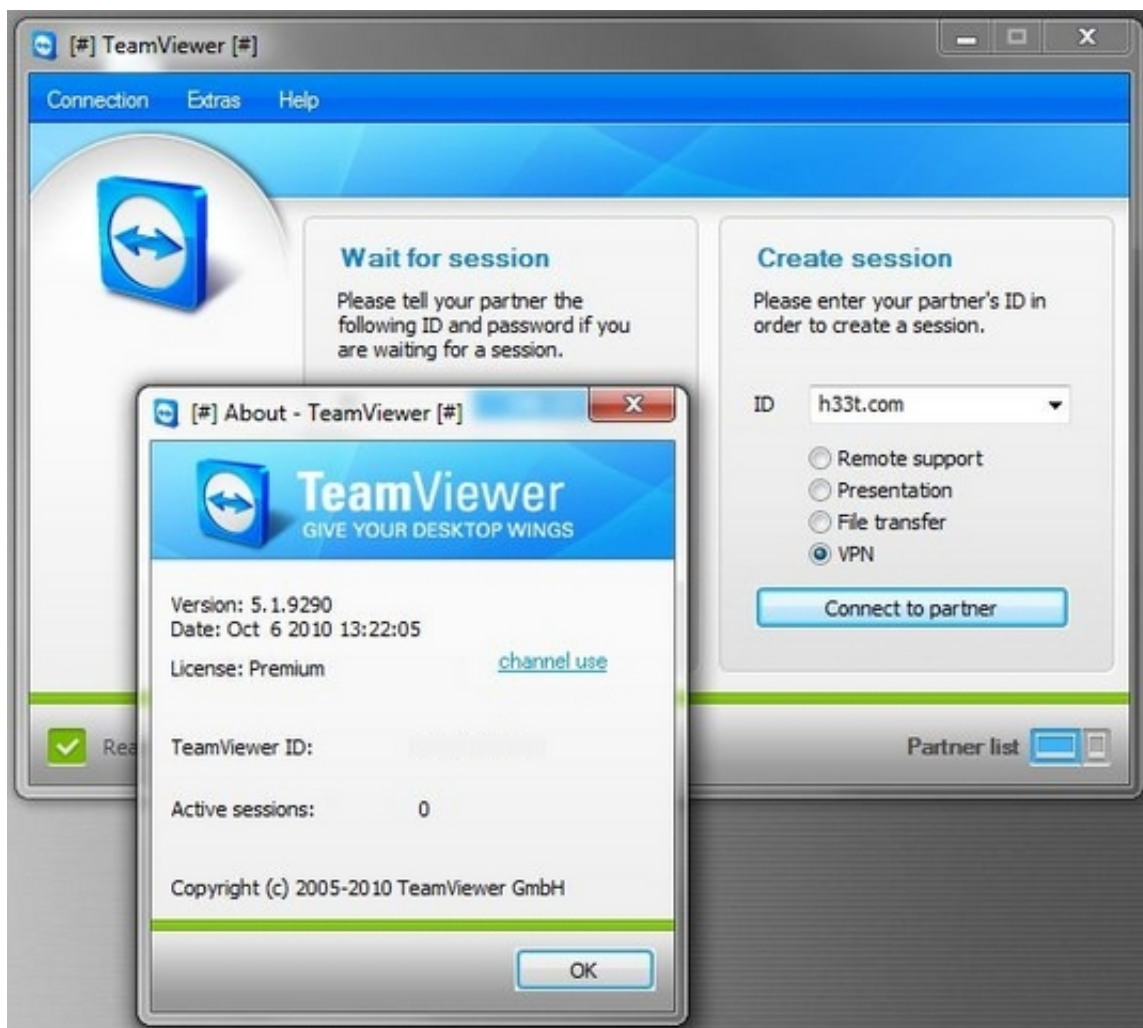 [#] TeamViewer [#]
Connection Extras Help
Wait for session
Please tell your partner the
following ID and password if you
are waiting for a session.
Create session
Please enter your partner's ID in
order to create a session.
ID h33t.com
Remote support
Presentation
File transfer
VPN
Connect to partner
Partner list
[#] About - TeamViewer [#]
TeamViewer
GIVE YOUR DESKTOP WINGS
Version: 5.1.9290
Date: Oct 6 2010 13:22:05
License: Premium channel use
TeamViewer ID:
Active sessions: 0
Copyright (c) 2005-2010 TeamViewer GmbH
OK